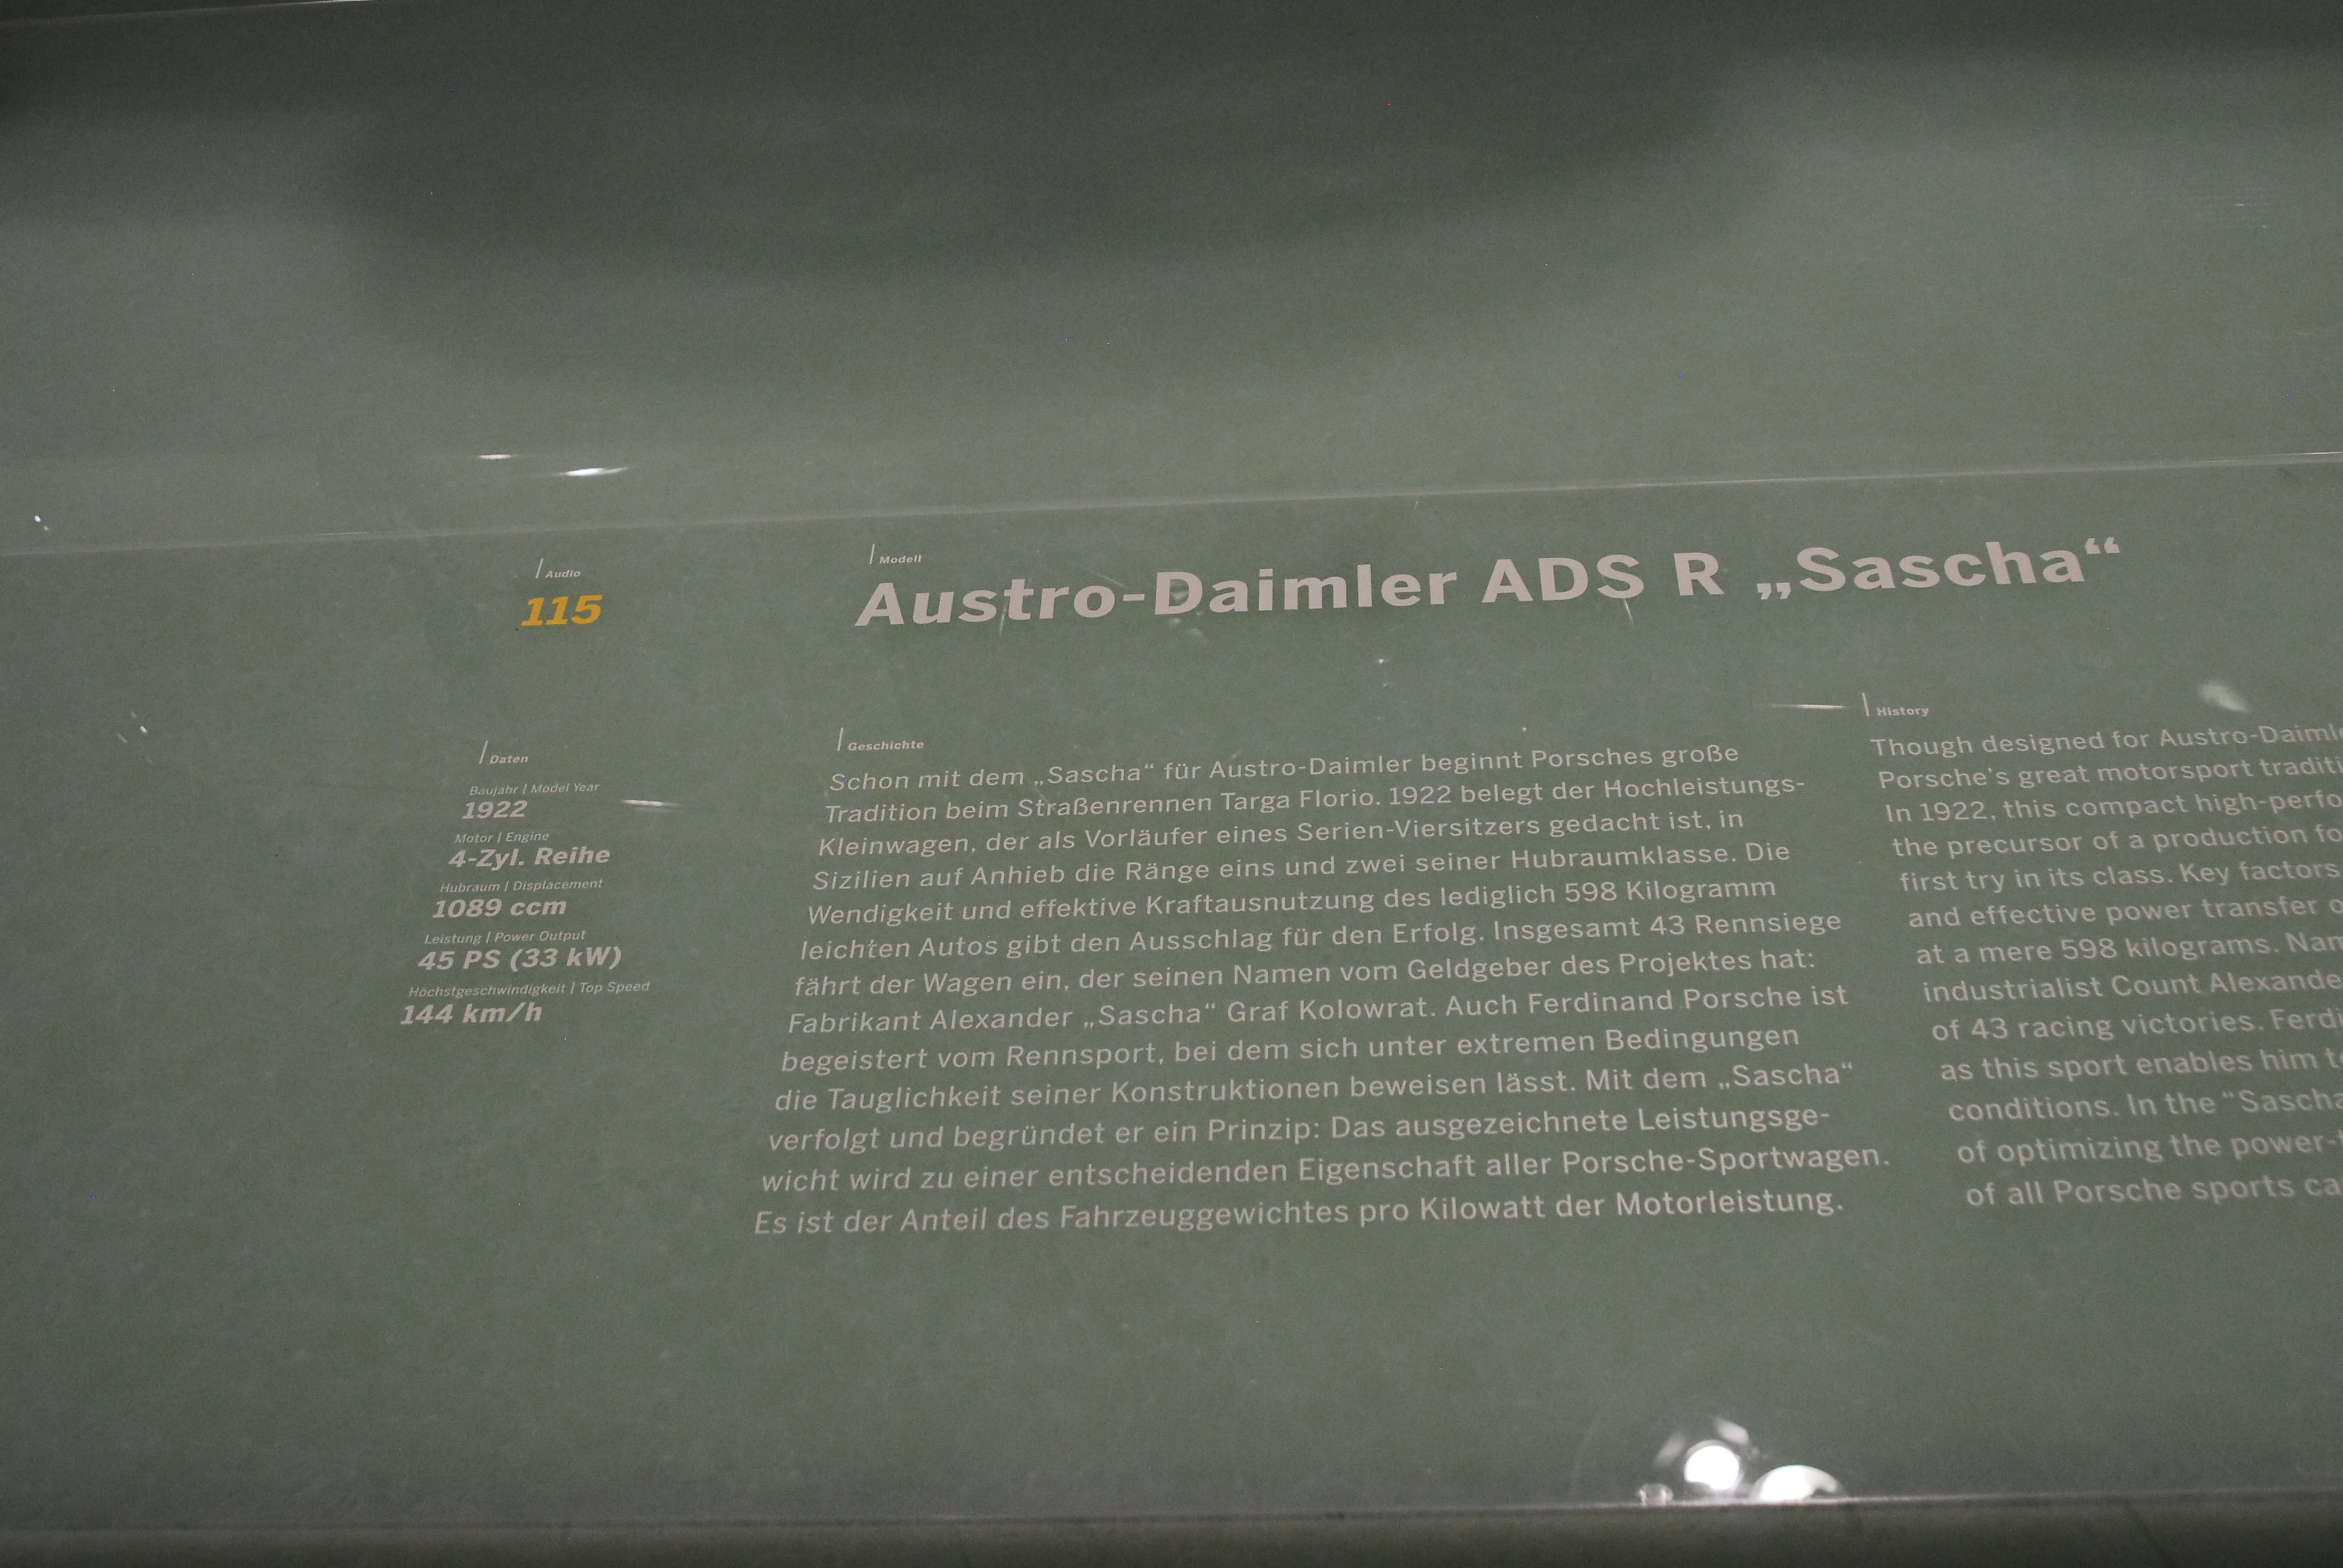 Audio
115
Modell
Austro-Daimler ADS R „Sascha“
Daten
Baujahr | Model Year
1922
Motor | Engine
4-Zyl. Reihe
Hubraum | Displacement
1089 ccm
Leistung | Power Output
45 PS (33 kW)
Höchstgeschwindigkeit | Top Speed
144 km/h
Geschichte
Schon mit dem „Sascha“ für Austro-Daimler beginnt Porsches große
Tradition beim Straßenrennen Targa Florio. 1922 belegt der Hochleistungs-
Kleinwagen, der als Vorläufer eines Serien-Viersitzers gedacht ist, in
Sizilien auf Anhieb die Ränge eins und zwei seiner Hubraumklasse. Die
Wendigkeit und effektive Kraftausnutzung des lediglich 598 Kilogramm
leichten Autos gibt den Ausschlag für den Erfolg. Insgesamt 43 Rennsiege
fährt der Wagen ein, der seinen Namen vom Geldgeber des Projektes hat:
Fabrikant Alexander „Sascha“ Graf Kolowrat. Auch Ferdinand Porsche ist
begeistert vom Rennsport, bei dem sich unter extremen Bedingungen
die Tauglichkeit seiner Konstruktionen beweisen lässt. Mit dem „Sascha“
verfolgt und begründet er ein Prinzip: Das ausgezeichnete Leistungsge-
wicht wird zu einer entscheidenden Eigenschaft aller Porsche-Sportwagen.
Es ist der Anteil des Fahrzeuggewichtes pro Kilowatt der Motorleistung.
History
Though designed for Austro-Daiml
Porsche's great motorsport traditi
In 1922, this compact high-perfo
the precursor of a production fo
first try in its class. Key factors
and effective power transfer o
at a mere 598 kilograms. Nam
industrialist Count Alexande
of 43 racing victories. Ferdi
as this sport enables him t
conditions. In the “Sascha
of optimizing the power-
of all Porsche sports ca